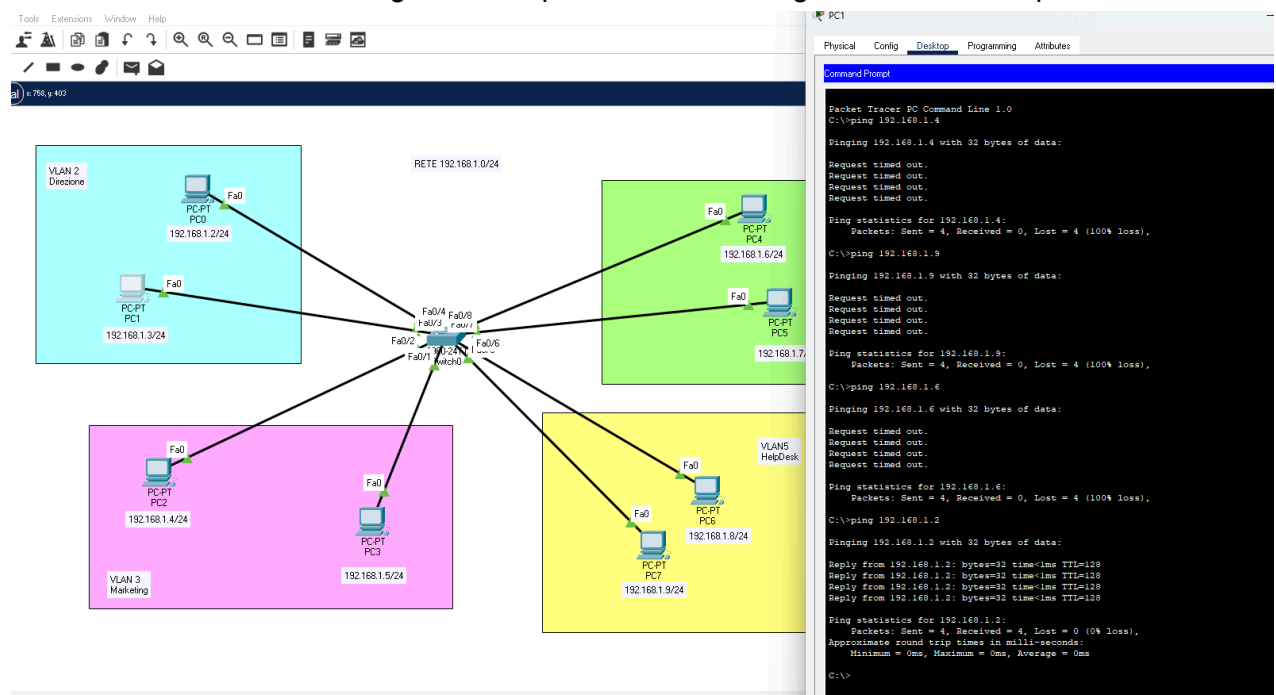 Tools Extensions Window Help
x: 758, y: 403
VLAN 2
Direzione
Fa0
PC-PT
PC0
192.168.1.2/24
Fa0
PC-PT
PC1
192.168.1.3/24
RETE 192.168.1.0/24
Fa0
PC-PT
PC4
192.168.1.6/24
Fa0
PC-PT
PC5
192.168.1.7/
Fa0/4
Fa0/8
Fa0/3
Fa0/7
Fa0/2
Fa0/6
Fa0/1
VLAN5
HelpDesk
Fa0
PC-PT
PC2
192.168.1.4/24
Fa0
PC-PT
PC3
192.168.1.5/24
VLAN 3
Marketing
Fa0
PC-PT
PC6
192.168.1.8/24
Fa0
PC-PT
PC7
192.168.1.9/24
PC1
Physical Config Desktop Programming Attributes
Command Prompt
Packet Tracer PC Command Line 1.0
C:\>ping 192.168.1.4
Pinging 192.168.1.4 with 32 bytes of data:
Request timed out.
Request timed out.
Request timed out.
Request timed out.
Ping statistics for 192.168.1.4:
Packets: Sent = 4, Received = 0, Lost = 4 (100% loss),
C:\>ping 192.168.1.9
Pinging 192.168.1.9 with 32 bytes of data:
Request timed out.
Request timed out.
Request timed out.
Request timed out.
Ping statistics for 192.168.1.9:
Packets: Sent = 4, Received = 0, Lost = 4 (100% loss),
C:\>ping 192.168.1.6
Pinging 192.168.1.6 with 32 bytes of data:
Request timed out.
Request timed out.
Request timed out.
Request timed out.
Ping statistics for 192.168.1.6:
Packets: Sent = 4, Received = 0, Lost = 4 (100% loss),
C:\>ping 192.168.1.2
Pinging 192.168.1.2 with 32 bytes of data:
Reply from 192.168.1.2: bytes=32 time<1ms TTL=128
Reply from 192.168.1.2: bytes=32 time<1ms TTL=128
Reply from 192.168.1.2: bytes=32 time<1ms TTL=128
Reply from 192.168.1.2: bytes=32 time<1ms TTL=128
Ping statistics for 192.168.1.2:
Packets: Sent = 4, Received = 4, Lost = 0 (0% loss),
Approximate round trip times in milli-seconds:
Minimum = 0ms, Maximum = 0ms, Average = 0ms
C:\>